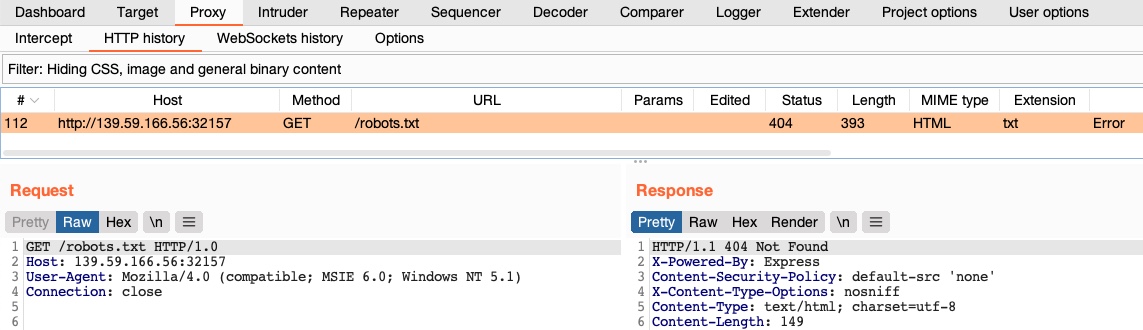 Dashboard Target Proxy Intruder Repeater Sequencer Decoder Comparer Logger Extender Project options User options
Intercept HTTP history WebSockets history Options
Filter: Hiding CSS, image and general binary content
# Host Method URL Params Edited Status Length MIME type Extension
112 http://139.59.166.56:32157 GET /robots.txt 404 393 HTML txt Error
Request
Pretty Raw Hex \n
1 GET /robots.txt HTTP/1.0
2 Host: 139.59.166.56:32157
3 User-Agent: Mozilla/4.0 (compatible; MSIE 6.0; Windows NT 5.1)
4 Connection: close
5
6
Response
Pretty Raw Hex Render \n
1 HTTP/1.1 404 Not Found
2 X-Powered-By: Express
3 Content-Security-Policy: default-src 'none'
4 X-Content-Type-Options: nosniff
5 Content-Type: text/html; charset=utf-8
6 Content-Length: 149